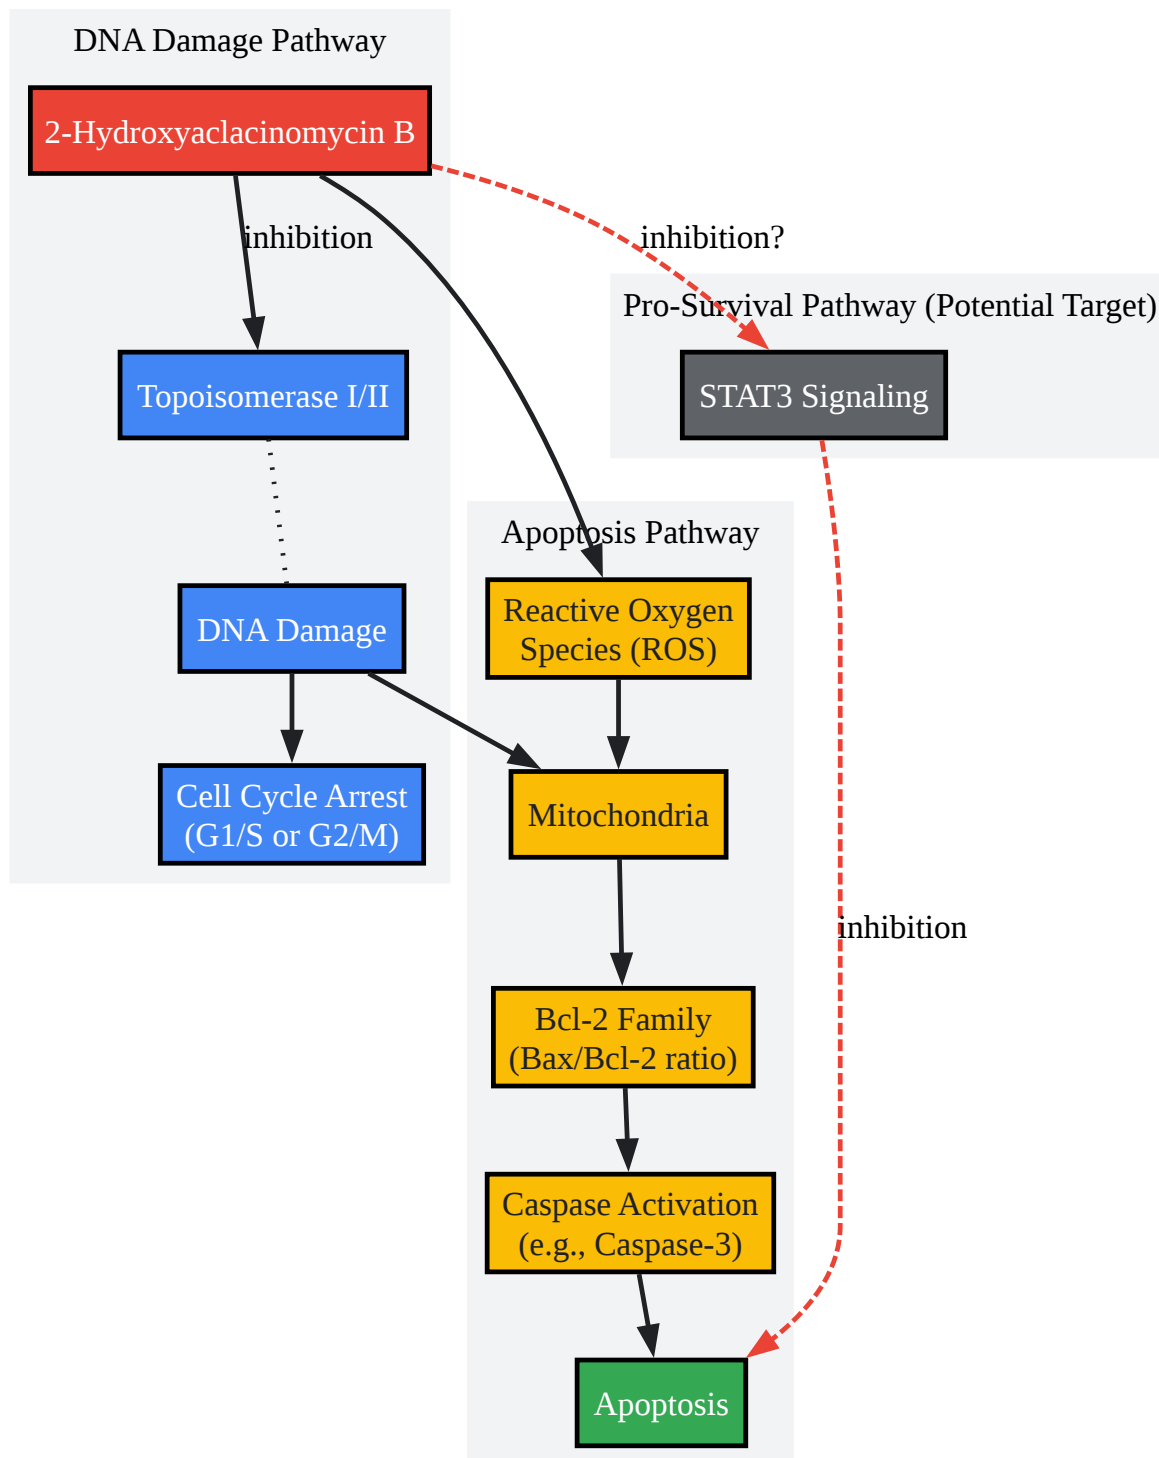 DNA Damage Pathway
2-Hydroxyaclacinomycin B
inhibition
inhibition?
Pro-Survival Pathway (Potential Target)
Topoisomerase I/II
STAT3 Signaling
Apoptosis Pathway
Reactive Oxygen
Species (ROS)
DNA Damage
Cell Cycle Arrest
(G1/S or G2/M)
Mitochondria
inhibition
Bcl-2 Family
(Bax/Bcl-2 ratio)
Caspase Activation
(e.g., Caspase-3)
Apoptosis